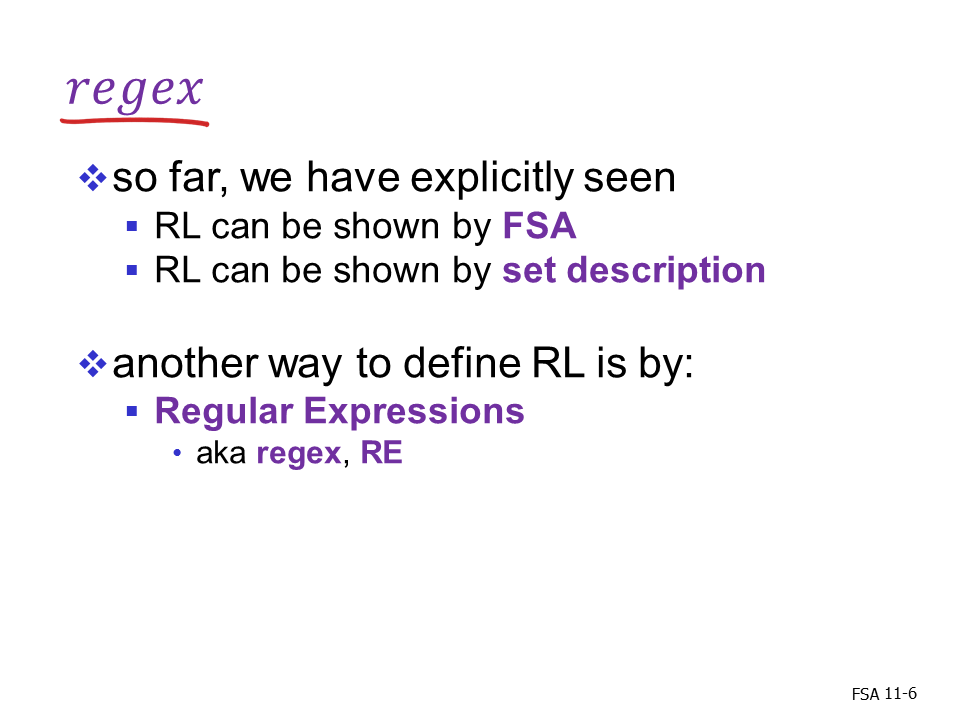 regex
so far, we have explicitly seen
RL can be shown by FSA
RL can be shown by set description
another way to define RL is by:
Regular Expressions
aka regex, RE
FSA 11-6